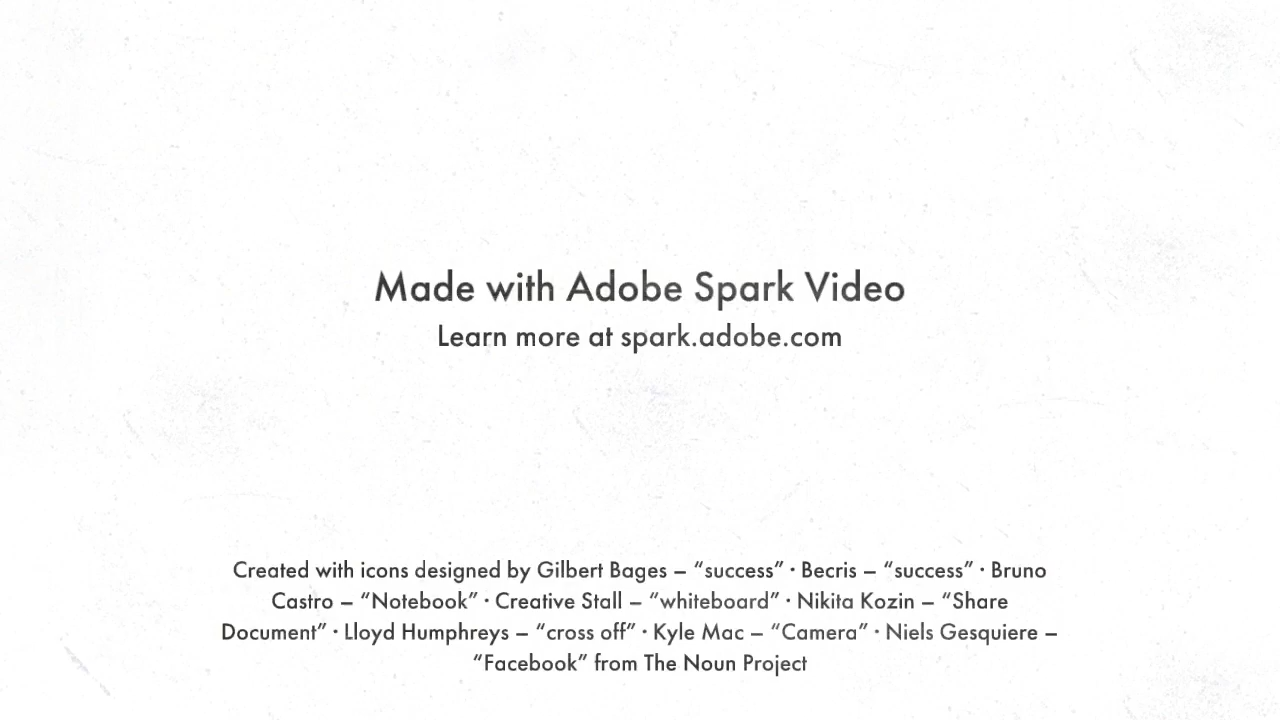 Made with Adobe Spark Video
Learn more at spark.adobe.com
Created with icons designed by Gilbert Bages – “success” · Becris – “success” · Bruno
Castro – “Notebook” · Creative Stall – “whiteboard” · Nikita Kozin – “Share
Document” · Lloyd Humphreys – “cross off” · Kyle Mac – “Camera” · Niels Gesquiere –
“Facebook” from The Noun Project